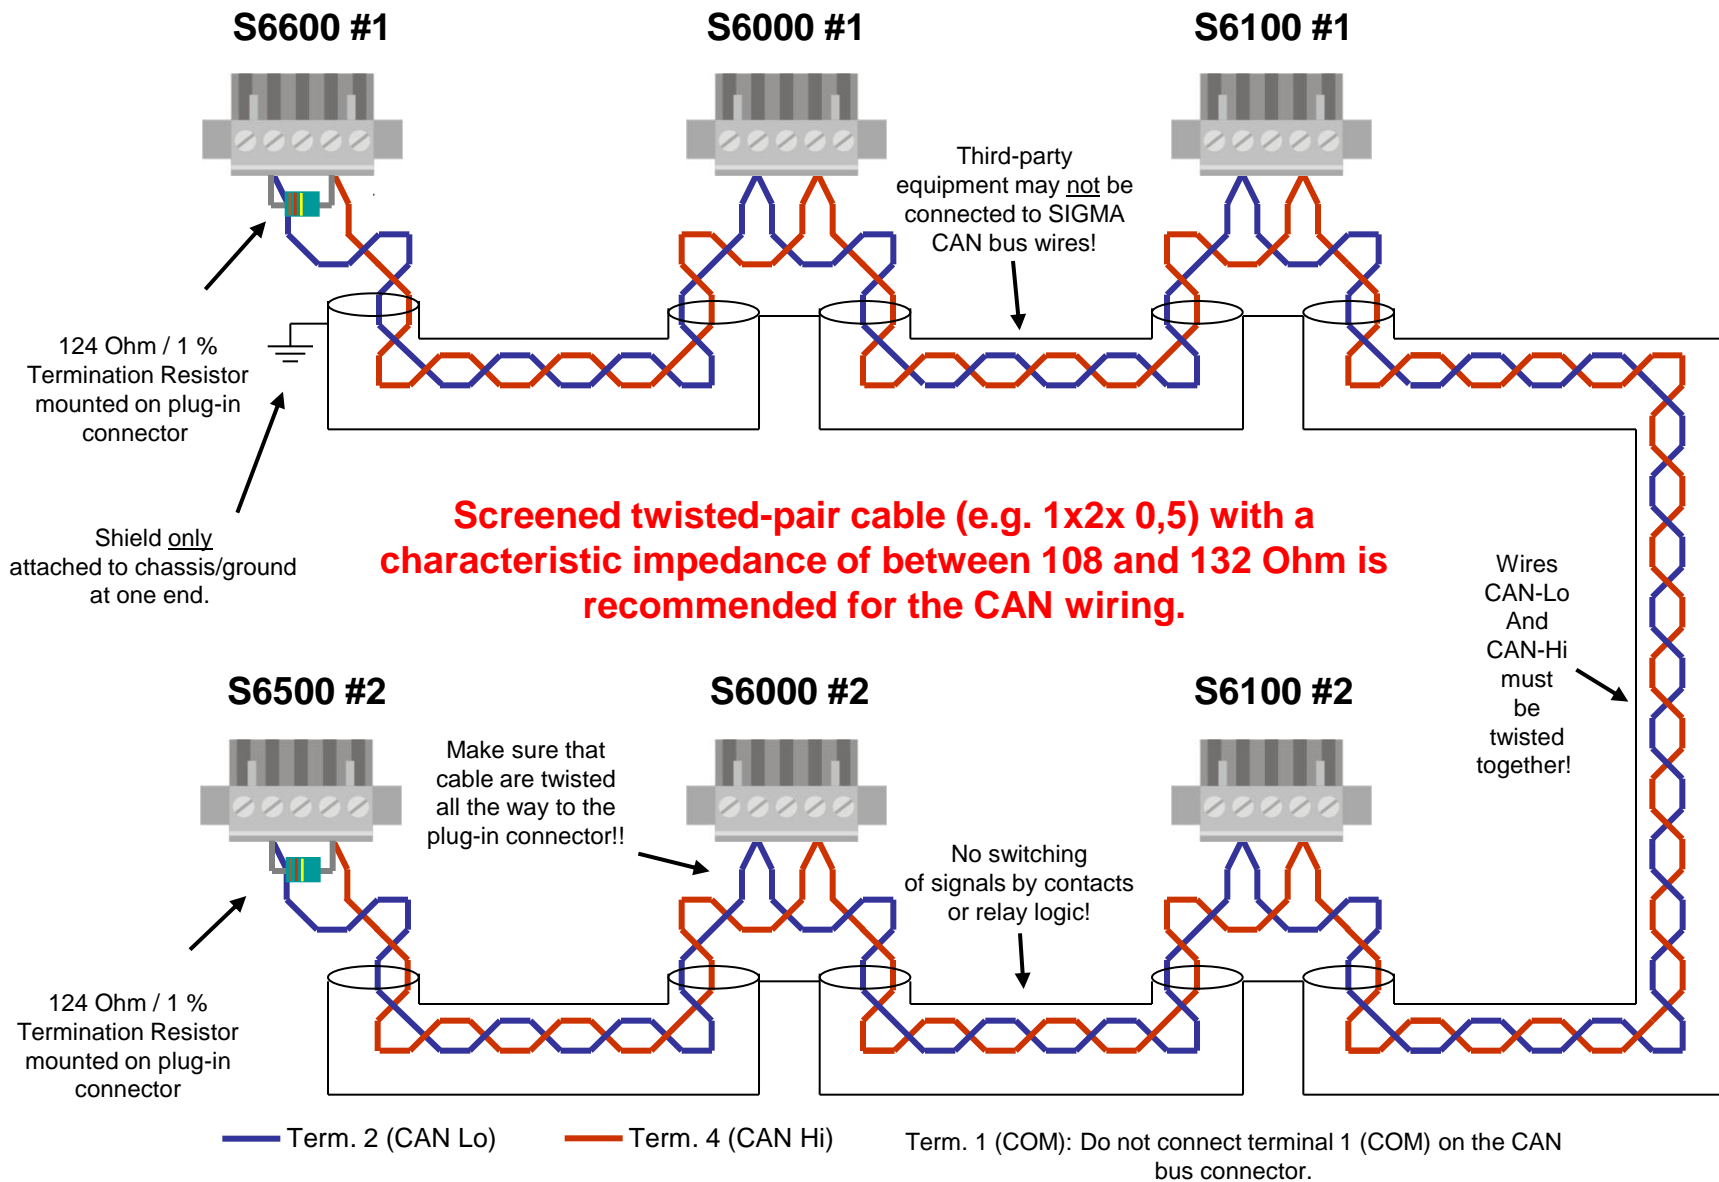 S6600 #1
S6000 #1
S6100 #1
Third-party
equipment may not be
connected to SIGMA
CAN bus wires!
124 Ohm / 1 %
Termination Resistor
mounted on plug-in
connector
Shield only
attached to chassis/ground
at one end.
Screened twisted-pair cable (e.g. 1x2x 0,5) with a
characteristic impedance of between 108 and 132 Ohm is
recommended for the CAN wiring.
Wires
CAN-Lo
And
CAN-Hi
must
be
twisted
together!
S6500 #2
S6000 #2
S6100 #2
Make sure that
cable are twisted
all the way to the
plug-in connector!!
No switching
of signals by contacts
or relay logic!
124 Ohm / 1 %
Termination Resistor
mounted on plug-in
connector
Term. 2 (CAN Lo)
Term. 4 (CAN Hi)
Term. 1 (COM): Do not connect terminal 1 (COM) on the CAN
bus connector.